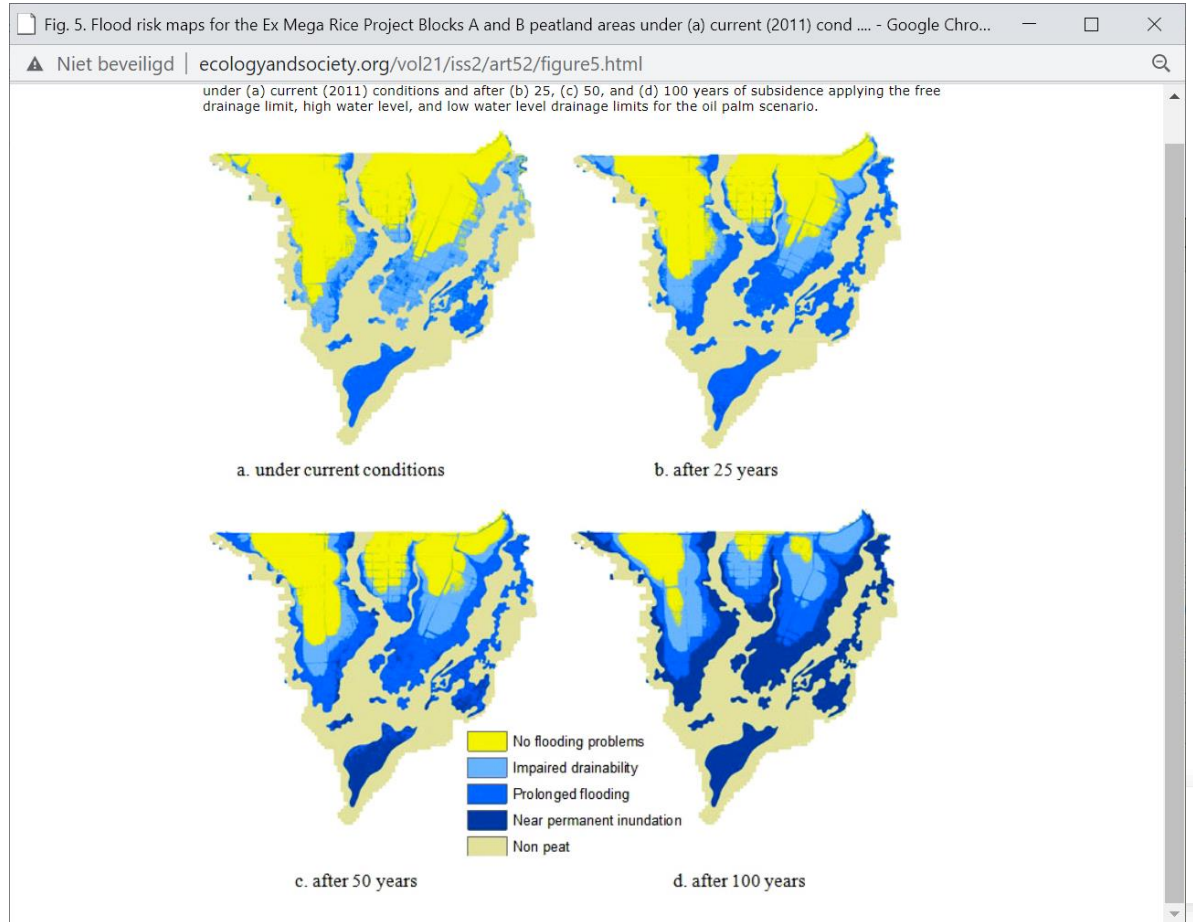 Fig. 5. Flood risk maps for the Ex Mega Rice Project Blocks A and B peatland areas under (a) current (2011) cond .... - Google Chro...
Niet beveiligd | ecologyandsociety.org/vol21/iss2/art52/figure5.html
under (a) current (2011) conditions and after (b) 25, (c) 50, and (d) 100 years of subsidence applying the free
drainage limit, high water level, and low water level drainage limits for the oil palm scenario.
a. under current conditions
b. after 25 years
No flooding problems
Impaired drainability
Prolonged flooding
Near permanent inundation
Non peat
c. after 50 years
d. after 100 years